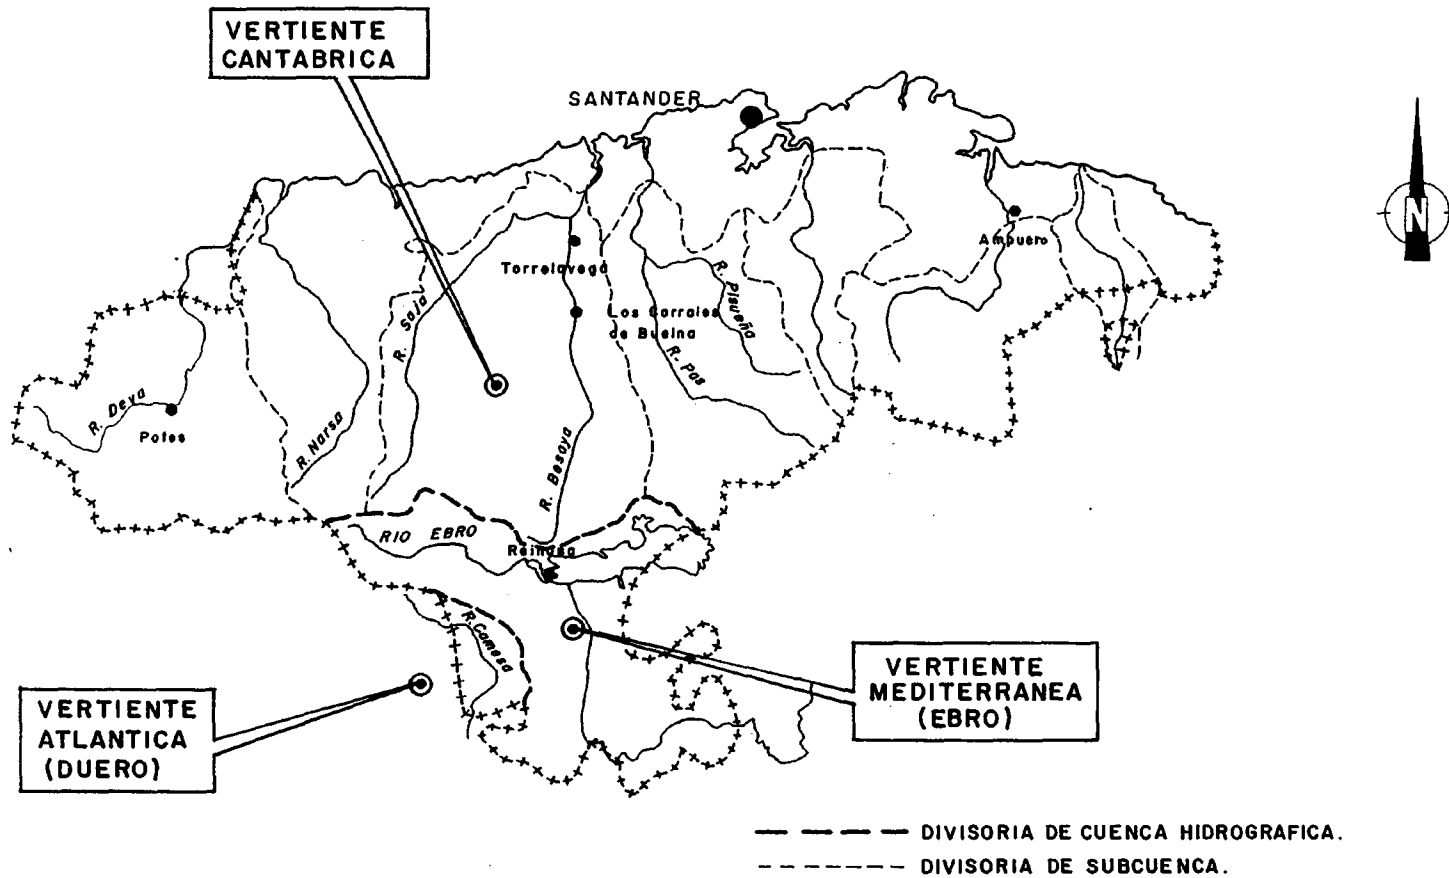 VERTIENTE
CANTABRICA
SANTANDER
N
Ampuero
Torrelavega
R. Pisueña
R. Saja
Los Corrales
de Buelna
R. Pas
R. Deva
Potes
R. Narsa
R. Besaya
RIO EBRO
Reinosa
R. Camesa
VERTIENTE
MEDITERRANEA
(EBRO)
VERTIENTE
ATLANTICA
(DUERO)
DIVISORIA DE CUENCA HIDROGRAFICA.
DIVISORIA DE SUBCUENCA.